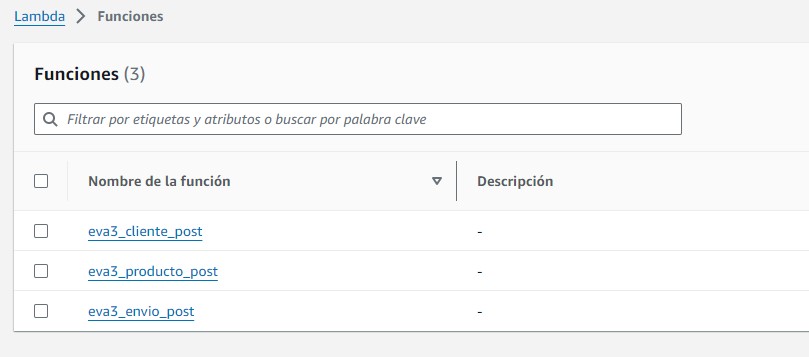 Lambda > Funciones
Funciones (3)
Filtrar por etiquetas y atributos o buscar por palabra clave
Nombre de la función Descripción
eva3_cliente_post -
eva3_producto_post -
eva3_envio_post -